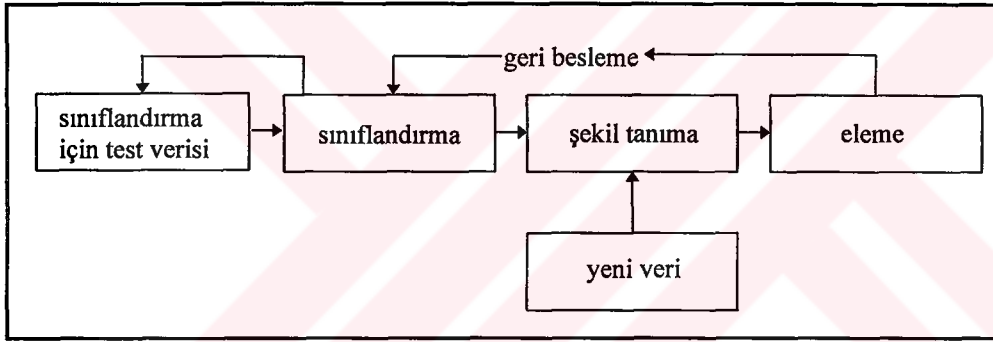 geri besleme
sınıflandırma
için test verisi
sınıflandırma
şekil tanıma
eleme
yeni veri